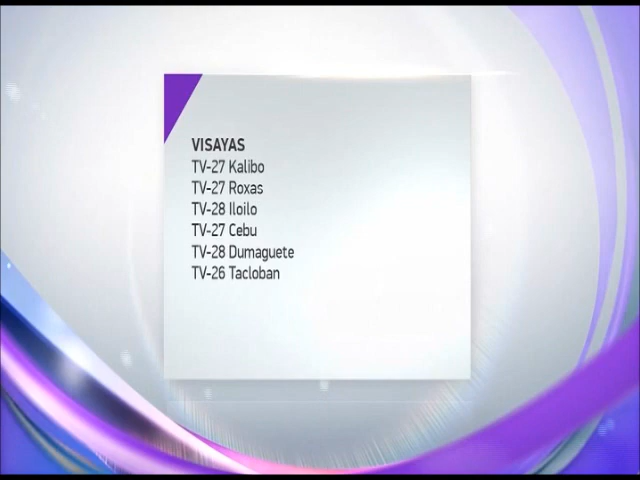 VISAYAS
TV-27 Kalibo
TV-27 Roxas
TV-28 Iloilo
TV-27 Cebu
TV-28 Dumaguete
TV-26 Tacloban